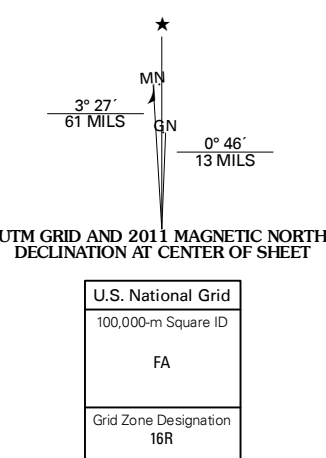 ★
MN
3° 27´
61 MILS
GN
0° 46´
13 MILS
UTM GRID AND 2011 MAGNETIC NORTH
DECLINATION AT CENTER OF SHEET
U.S. National Grid
100,000-m Square ID
FA
Grid Zone Designation
16R